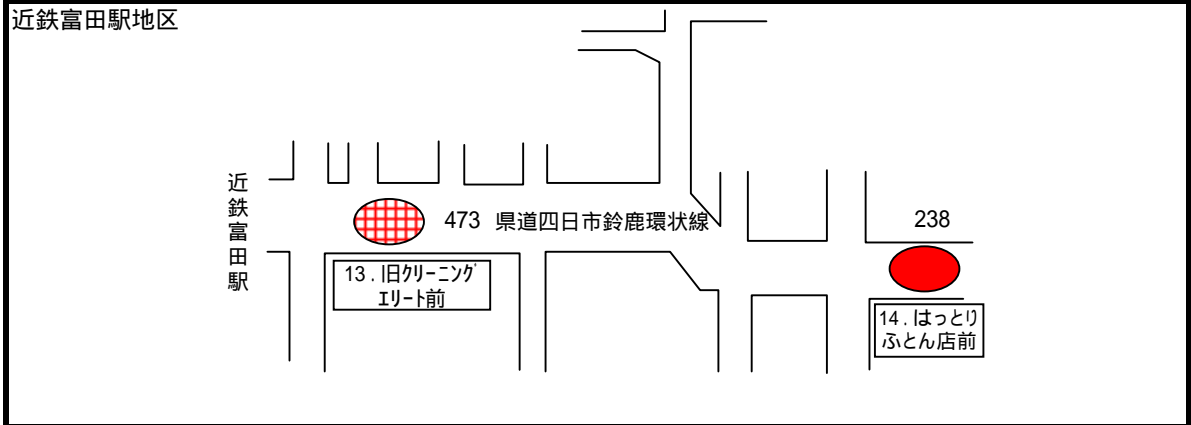 近鉄富田駅地区
近鉄富田駅
473 県道四日市鈴鹿環状線
238
13．旧ｸﾘｰﾆﾝｸﾞ
ｴﾘｰﾄ前
14．はっとり
ふとん店前